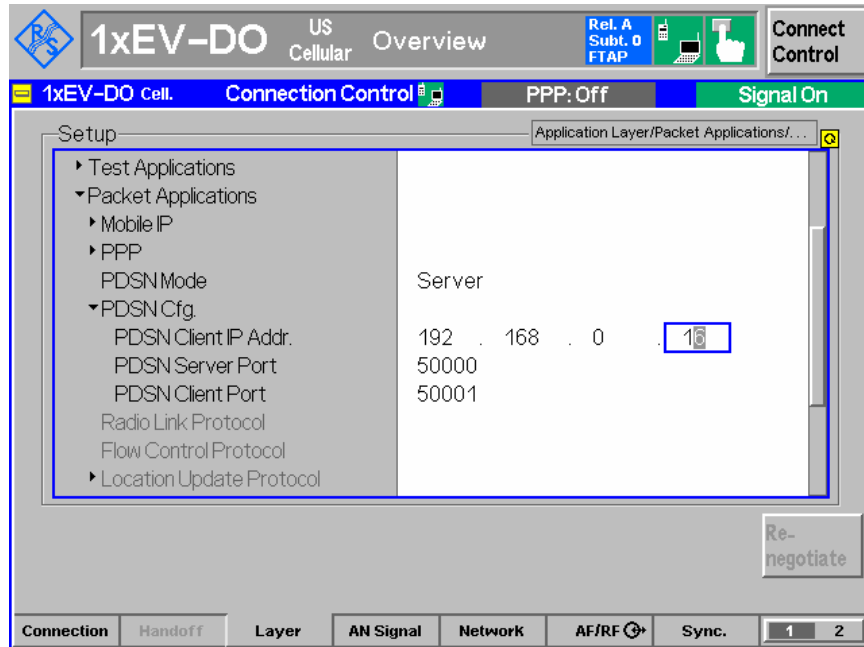 R&S
1xEV-DO US Cellular Overview Rel. A Subt. 0 FTAP Connect Control
1xEV-DO Cell. Connection Control PPP: Off Signal On
Setup Application Layer/Packet Applications/...
Test Applications
Packet Applications
Mobile IP
PPP
PDSN Mode Server
PDSN Cfg.
PDSN Client IP Addr. 192 . 168 . 0 . 16
PDSN Server Port 50000
PDSN Client Port 50001
Radio Link Protocol
Flow Control Protocol
Location Update Protocol
Re-
negotiate
Connection Handoff Layer AN Signal Network AF/RF Sync. 1 2